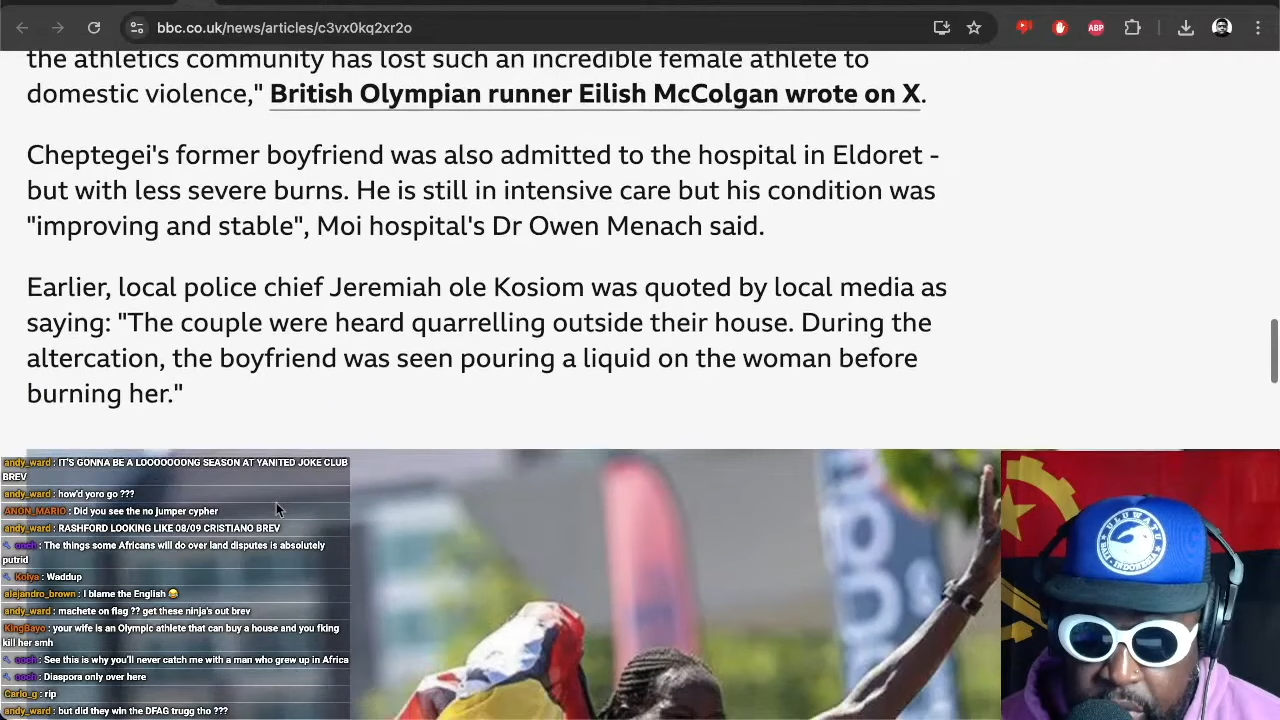 bbc.co.uk/news/articles/c3vx0kq2xr2o
ABP
the athletics community has lost such an incredible female athlete to
domestic violence," British Olympian runner Eilish McColgan wrote on X.
Cheptegei's former boyfriend was also admitted to the hospital in Eldoret -
but with less severe burns. He is still in intensive care but his condition was
"improving and stable", Moi hospital's Dr Owen Menach said.
Earlier, local police chief Jeremiah ole Kosiom was quoted by local media as
saying: "The couple were heard quarrelling outside their house. During the
altercation, the boyfriend was seen pouring a liquid on the woman before
burning her."
andy_ward : IT'S GONNA BE A LOOOOOOONG SEASON AT YANITED JOKE CLUB
BREV
andy_ward : how'd yoro go ???
ANON_MARIO : Did you see the no jumper cypher
andy_ward : RASHFORD LOOKING LIKE 08/09 CRISTIANO BREV
ooch : The things some Africans will do over land disputes is absolutely
putrid
Kolya : Waddup
alejandro_brown : I blame the English 😂
andy_ward : machete on flag ?? get these ninja's out brev
KingBayo : your wife is an Olympic athlete that can buy a house and you fking
kill her smh
ooch : See this is why you'll never catch me with a man who grew up in Africa
ooch : Diaspora only over here
Carlo_g : rip
andy_ward : but did they win the DFAG trugg tho ???
ULUWATU
BALI, INDONESIA